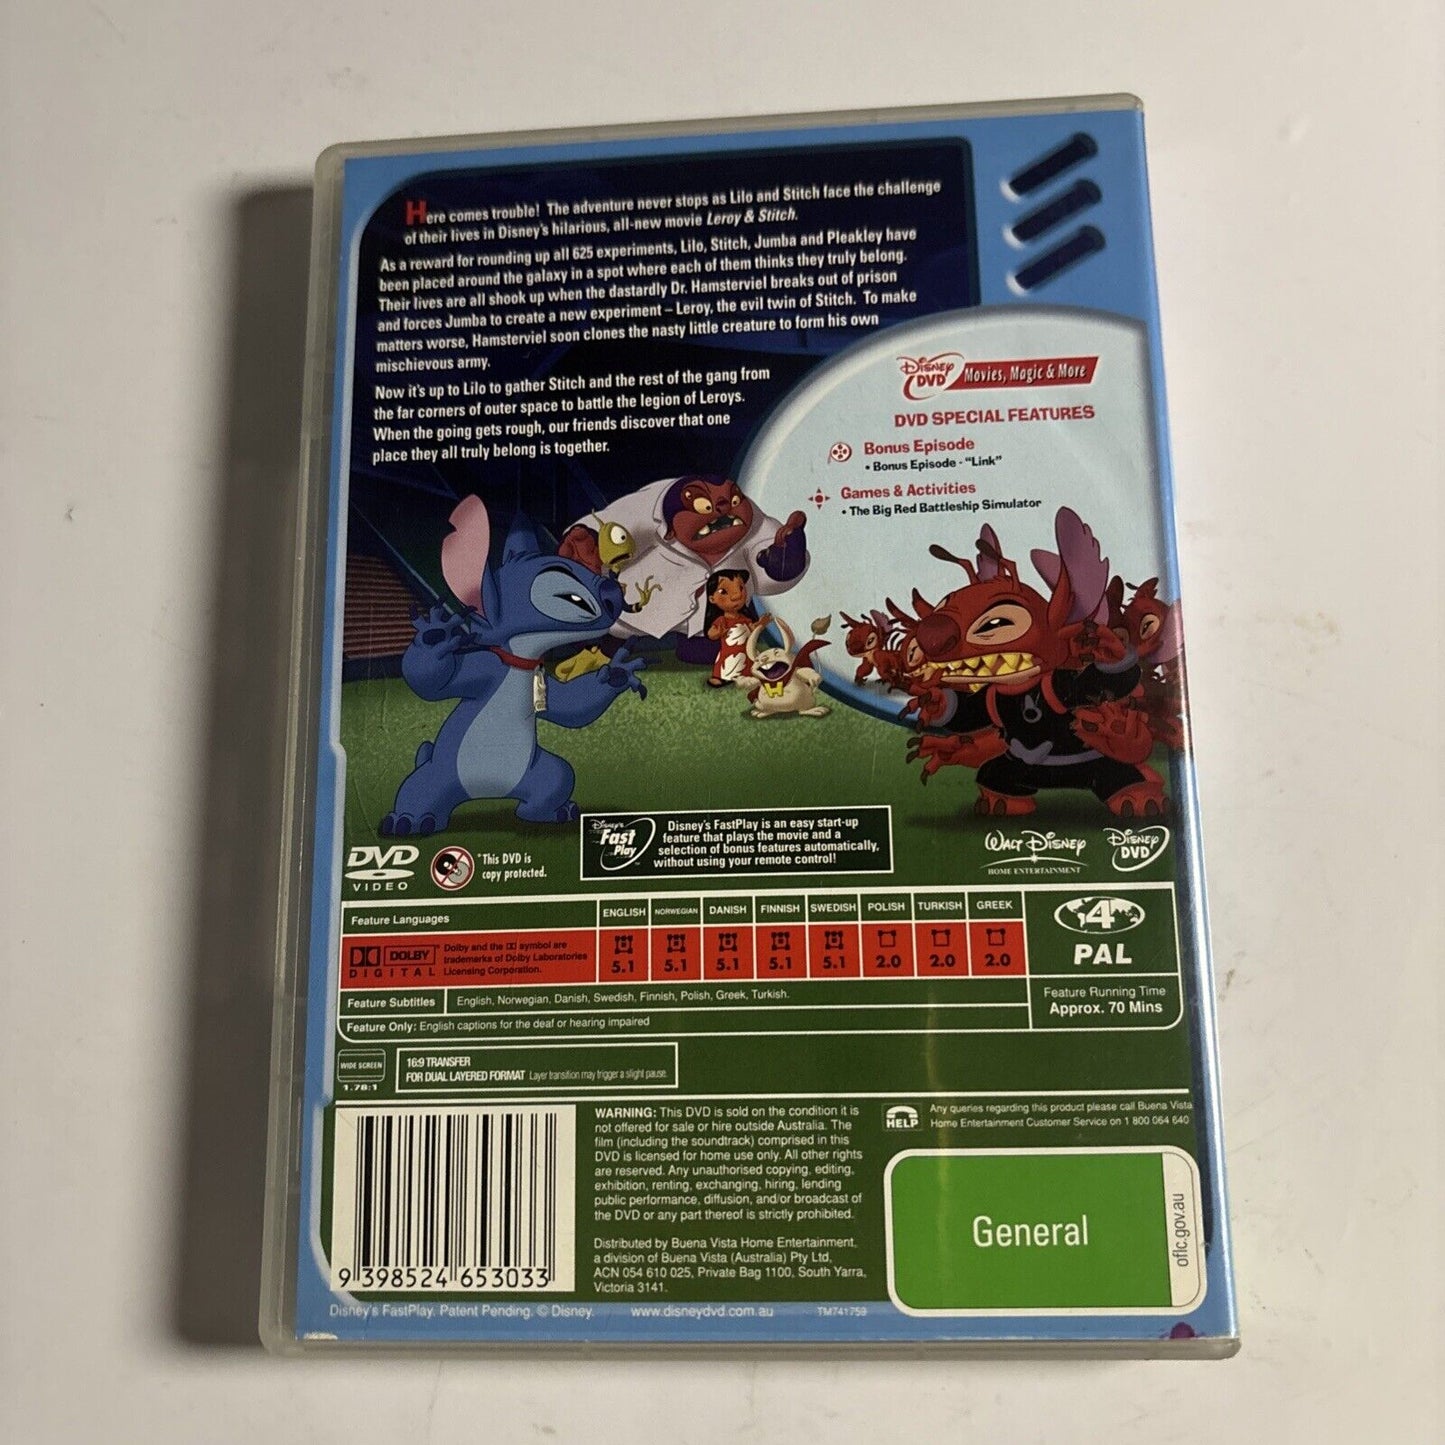 Here comes trouble! The adventure never stops as Lilo and Stitch face the challenge
of their lives in Disney's hilarious, all-new movie Leroy & Stitch.
As a reward for rounding up all 625 experiments, Lilo, Stitch, Jumba and Pleakley have
been placed around the galaxy in a spot where each of them thinks they truly belong.
Their lives are all shook up when the dastardly Dr. Hamsterviel breaks out of prison
and forces Jumba to create a new experiment – Leroy, the evil twin of Stitch. To make
matters worse, Hamsterviel soon clones the nasty little creature to form his own
mischievous army.
Now it's up to Lilo to gather Stitch and the rest of the gang from
the far corners of outer space to battle the legion of Leroys.
When the going gets rough, our friends discover that one
place they all truly belong is together.
DISNEY DVD Movies, Magic & More
DVD SPECIAL FEATURES
Bonus Episode
• Bonus Episode - "Link"
Games & Activities
• The Big Red Battleship Simulator
H
DVD VIDEO
*This DVD is
copy protected.
Disney's Fast Play
Disney's FastPlay is an easy start-up
feature that plays the movie and a
selection of bonus features automatically,
without using your remote control!
WALT DISNEY
HOME ENTERTAINMENT
DISNEY DVD
Feature Languages
ENGLISH NORWEGIAN DANISH FINNISH SWEDISH POLISH TURKISH GREEK
DOLBY DIGITAL
Dolby and the DD symbol are
trademarks of Dolby Laboratories
Licensing Corporation.
5.1 5.1 5.1 5.1 5.1 2.0 2.0 2.0
4
PAL
Feature Running Time
Approx. 70 Mins
Feature Subtitles English, Norwegian, Danish, Swedish, Finnish, Polish, Greek, Turkish.
Feature Only: English captions for the deaf or hearing impaired
WIDE SCREEN
1.78:1
16:9 TRANSFER
FOR DUAL LAYERED FORMAT Layer transition may trigger a slight pause.
WARNING: This DVD is sold on the condition it is
not offered for sale or hire outside Australia. The
film (including the soundtrack) comprised in this
DVD is licensed for home use only. All other rights
are reserved. Any unauthorised copying, editing,
exhibition, renting, exchanging, hiring, lending
public performance, diffusion, and/or broadcast of
the DVD or any part thereof is strictly prohibited.
Distributed by Buena Vista Home Entertainment,
a division of Buena Vista (Australia) Pty Ltd,
ACN 054 610 025, Private Bag 1100, South Yarra,
Victoria 3141.
HELP
Any queries regarding this product please call Buena Vista
Home Entertainment Customer Service on 1 800 064 640
General
oflc.gov.au
9 398524 653033
Disney's FastPlay. Patent Pending. © Disney. www.disneydvd.com.au TM741759